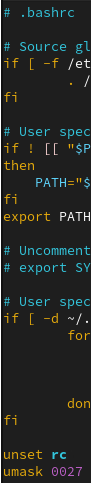 # .bashrc

# Source gl
if [ -f /et
        . /
fi

# User spec
if ! [[ "$P
then
    PATH="$
fi
export PATH

# Uncomment
# export SY

# User spec
if [ -d ~/.
        for


        don
fi

unset rc
umask 0027